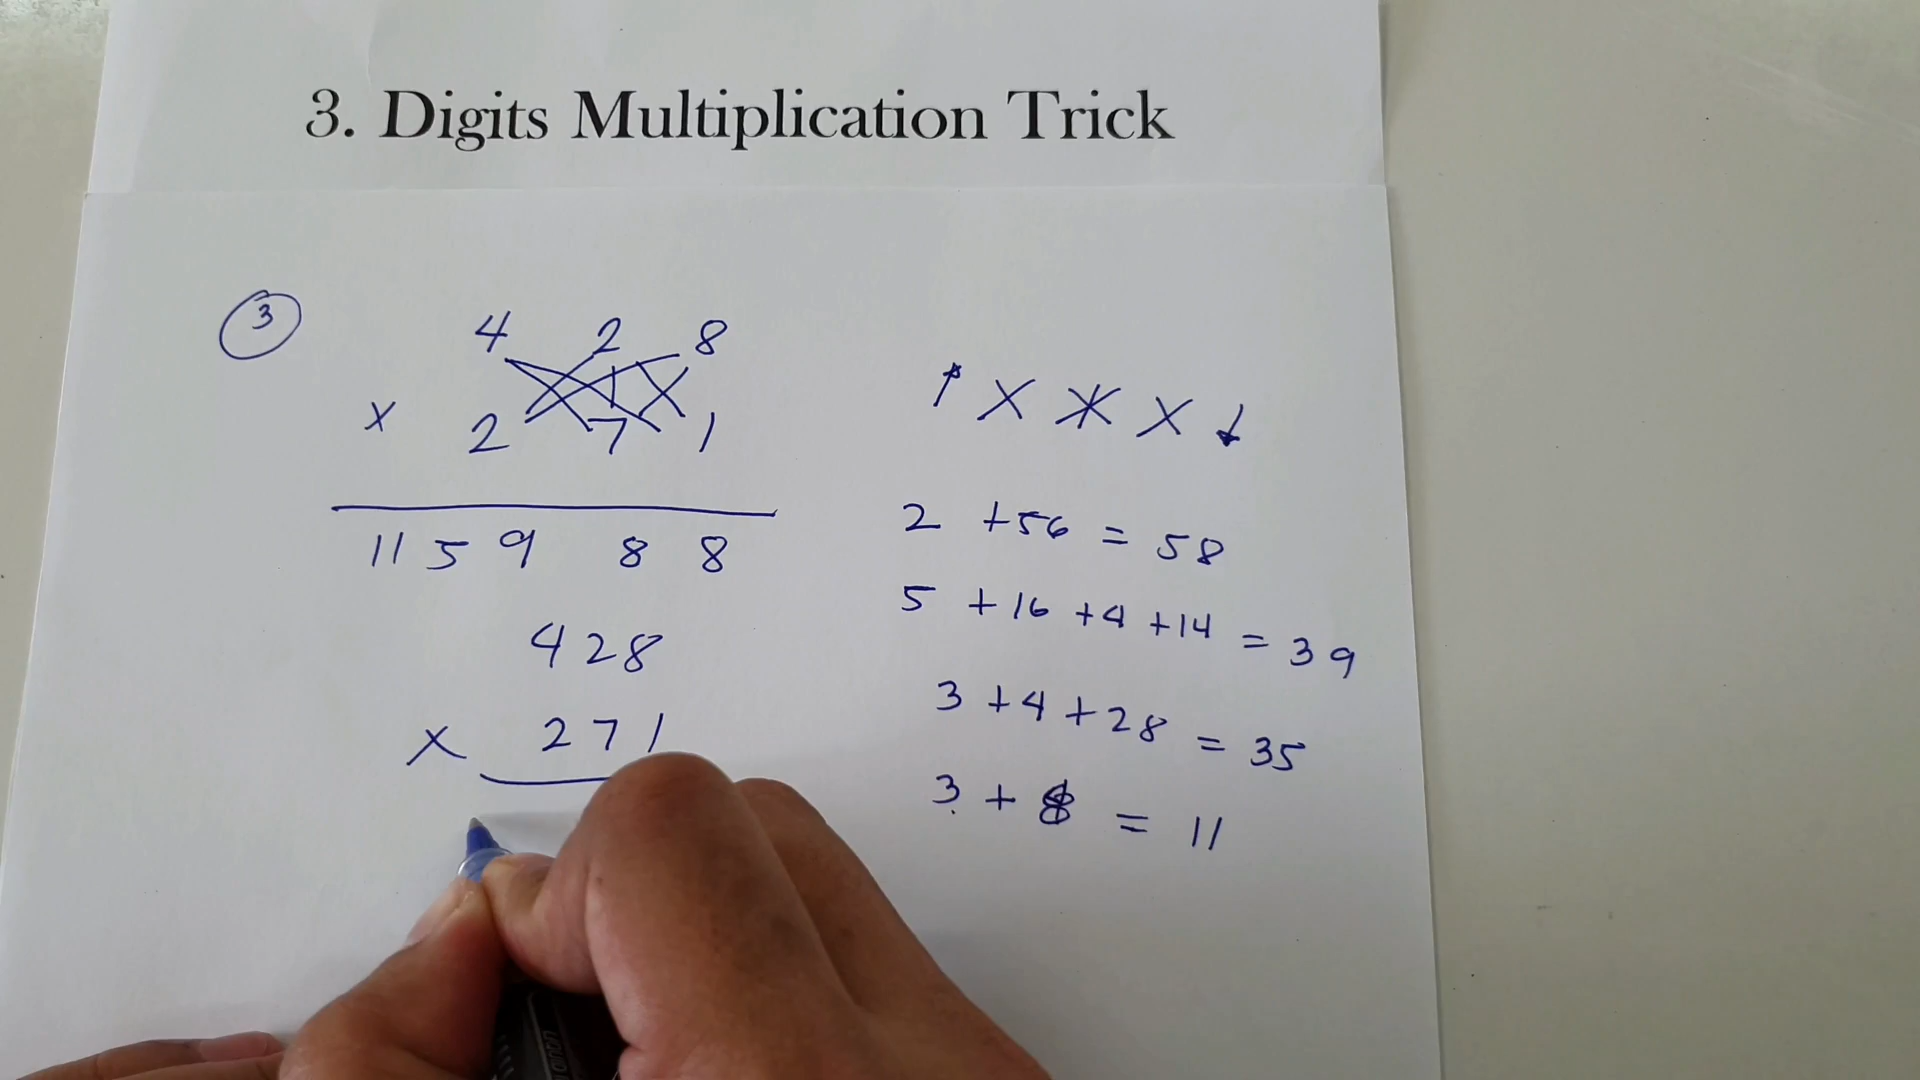 3. Digits Multiplication Trick
3
4 2 8
x 2 7 1
11 5 9 8 8
428
x 271
2 +56 = 58
5 +16 +4 +14 = 39
3 +4 +28 = 35
3 + 8 = 11